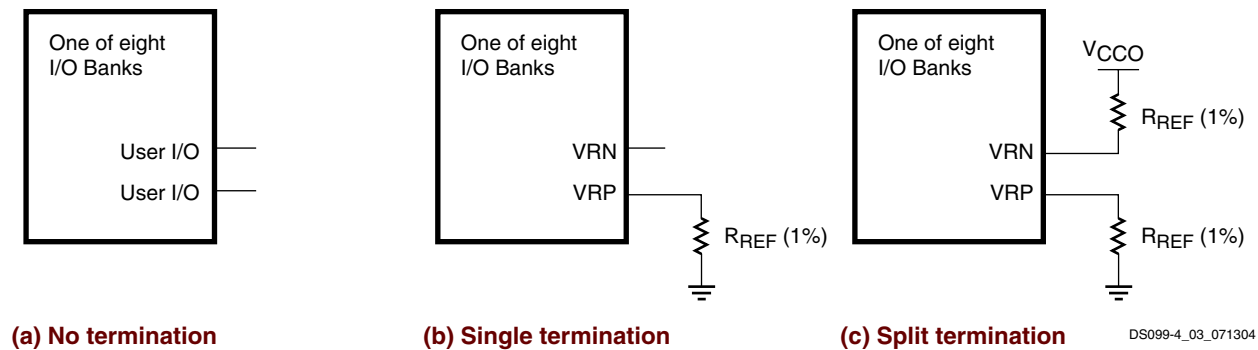 One of eight
I/O Banks
User I/O
User I/O
(a) No termination
One of eight
I/O Banks
VRN
VRP
RREF (1%)
(b) Single termination
One of eight
I/O Banks
VCCO
RREF (1%)
VRN
VRP
RREF (1%)
(c) Split termination
DS099-4_03_071304